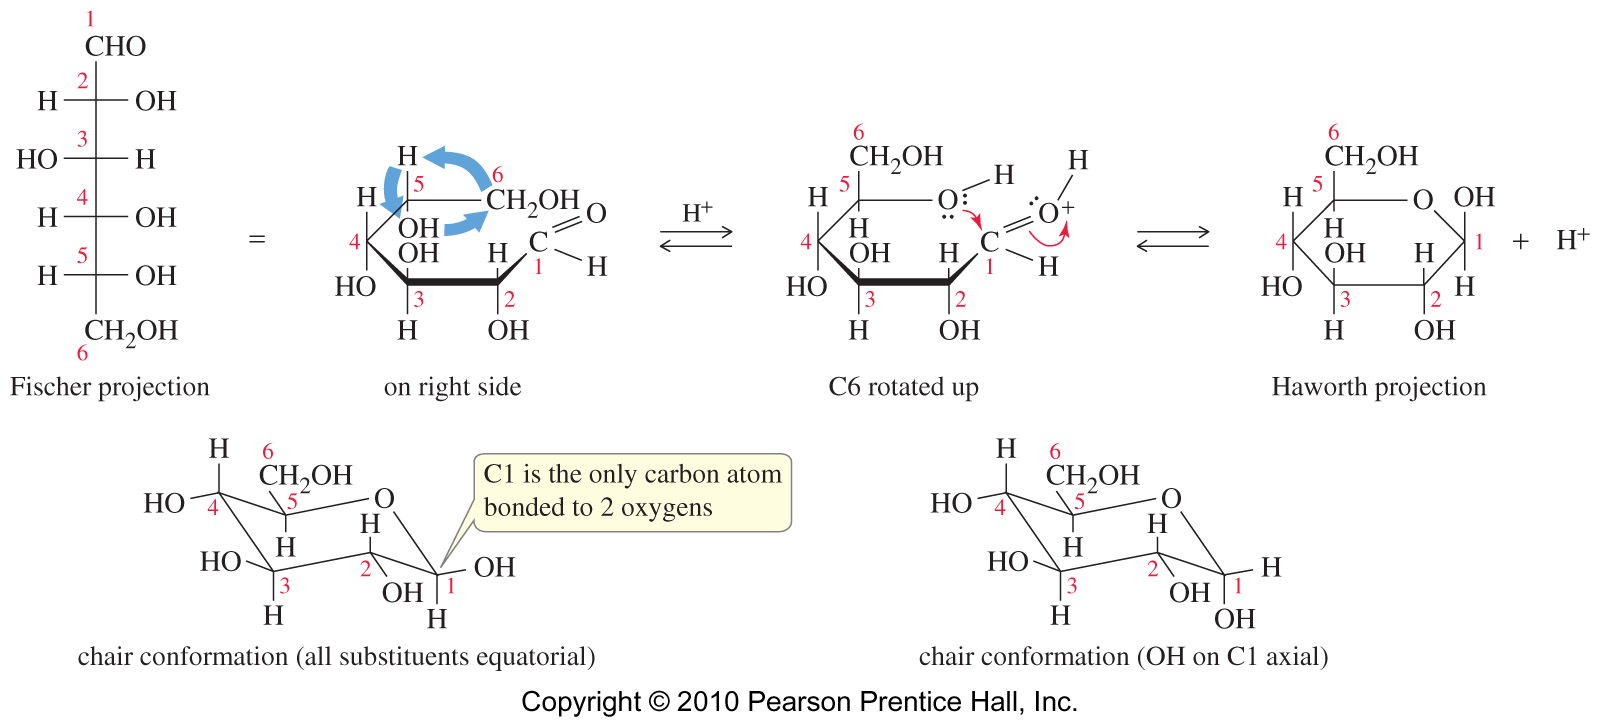 1
CHO
2
H OH
3
HO H
4
H OH
5
H OH
CH2OH
6
Fischer projection
=
H
5
6
CH2OH
H
OH
4
OH
H
C
O
1
H
HO
3
2
H
OH
on right side
H+
6
CH2OH
5
H
O
H
H
O+
4
H
OH
H
C
1
H
HO
3
2
H
OH
C6 rotated up
6
CH2OH
5
H
O
OH
4
H
OH
H
1
HO
3
2
H
H
OH
+ H+
Haworth projection
H
6
CH2OH
HO
4
5
O
H
H
HO
3
2
OH
1
OH
H
H
C1 is the only carbon atom
bonded to 2 oxygens
chair conformation (all substituents equatorial)
H
6
CH2OH
HO
4
5
O
H
H
HO
3
2
OH
1
H
H
OH
chair conformation (OH on C1 axial)
Copyright © 2010 Pearson Prentice Hall, Inc.